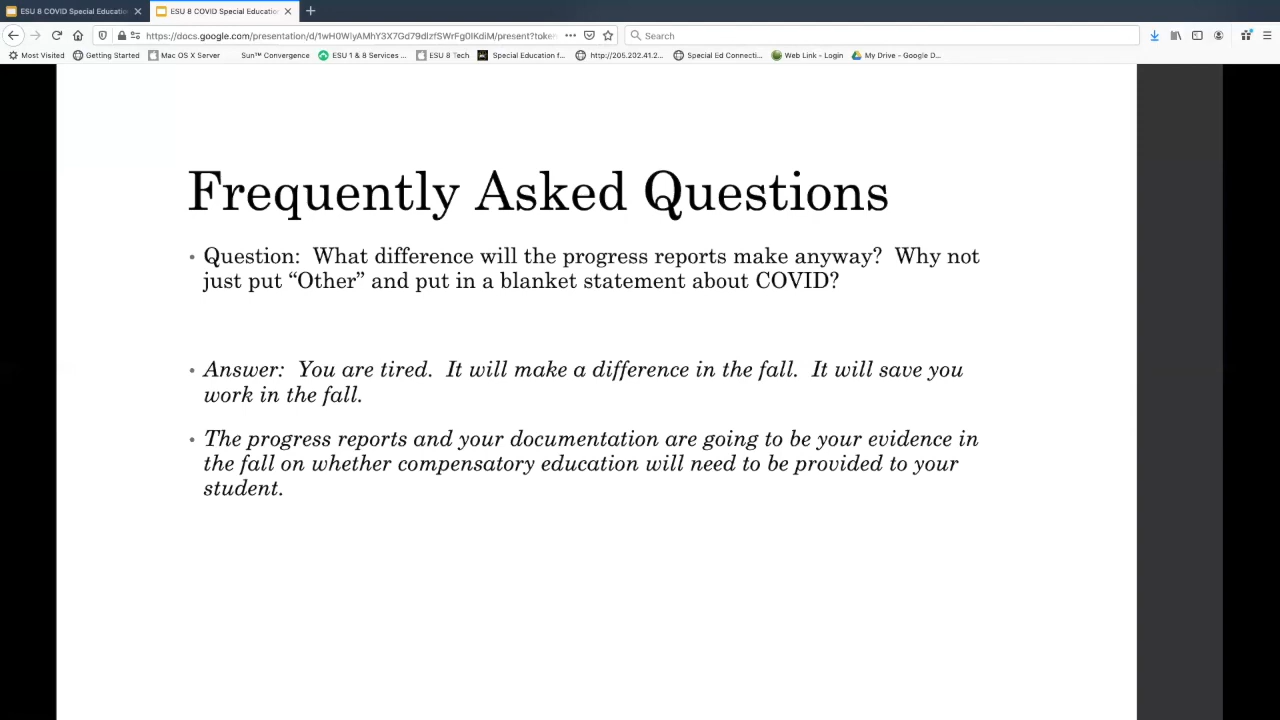 ESU 8 COVID Special Educatio
ESU 8 COVID Special Educatio
https://docs.google.com/presentation/d/1wH0WIyAMhY3X7Gd79dIzfSWrFg0IKdiM/present?toke
Search
Most Visited
Getting Started
Mac OS X Server
Sun™ Convergence
ESU 1 & 8 Services ...
ESU 8 Tech
Special Education f...
http://205.202.41.2...
Special Ed Connecti...
Web Link - Login
My Drive - Google D...
Frequently Asked Questions
• Question: What difference will the progress reports make anyway? Why not
just put “Other” and put in a blanket statement about COVID?
• Answer: You are tired. It will make a difference in the fall. It will save you
work in the fall.
• The progress reports and your documentation are going to be your evidence in
the fall on whether compensatory education will need to be provided to your
student.